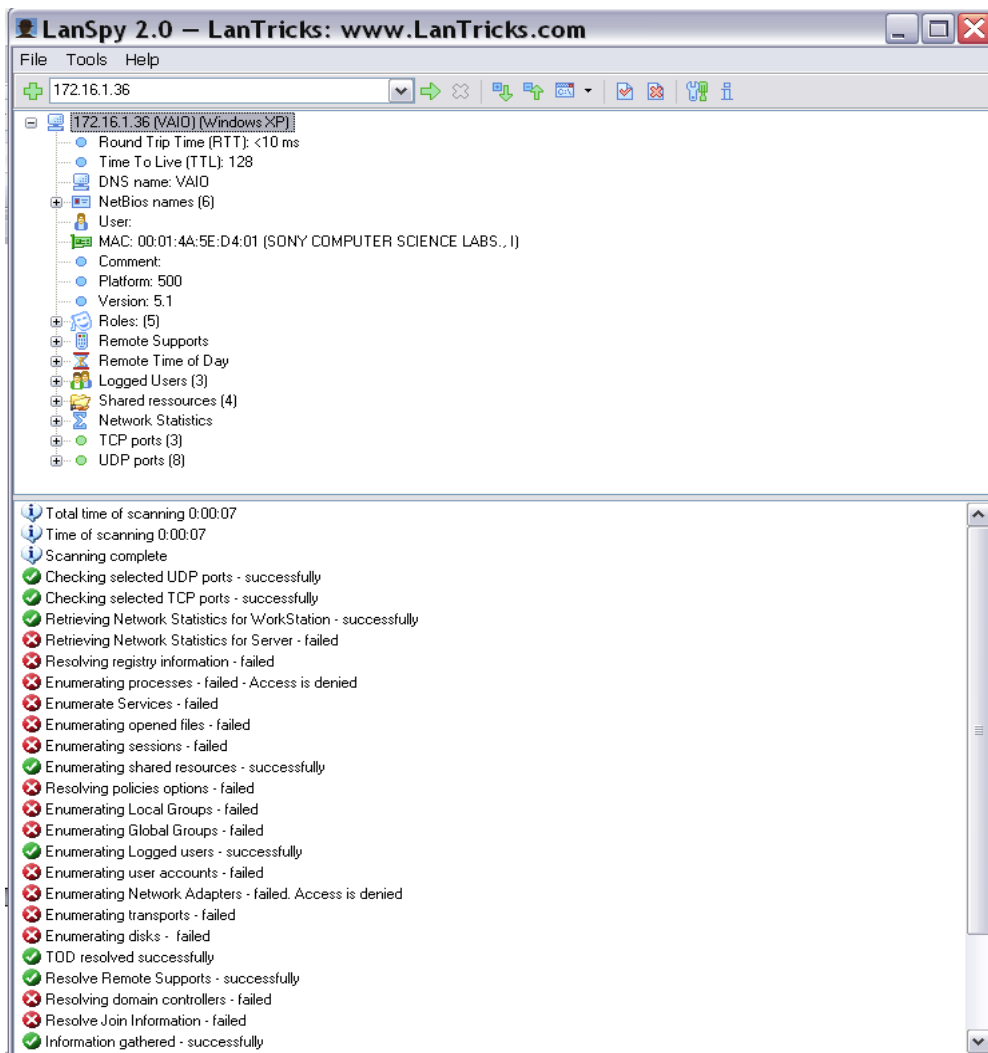 LanSpy 2.0 — LanTricks: www.LanTricks.com
File Tools Help
172.16.1.36
172.16.1.36 (VAIO) (Windows XP)
Round Trip Time (RTT): <10 ms
Time To Live (TTL): 128
DNS name: VAIO
NetBios names (6)
User:
MAC: 00:01:4A:5E:D4:01 (SONY COMPUTER SCIENCE LABS., I)
Comment:
Platform: 500
Version: 5.1
Roles: (5)
Remote Supports
Remote Time of Day
Logged Users (3)
Shared ressources (4)
Network Statistics
TCP ports (3)
UDP ports (8)
Total time of scanning 0:00:07
Time of scanning 0:00:07
Scanning complete
Checking selected UDP ports - successfully
Checking selected TCP ports - successfully
Retrieving Network Statistics for WorkStation - successfully
Retrieving Network Statistics for Server - failed
Resolving registry information - failed
Enumerating processes - failed - Access is denied
Enumerate Services - failed
Enumerating opened files - failed
Enumerating sessions - failed
Enumerating shared resources - successfully
Resolving policies options - failed
Enumerating Local Groups - failed
Enumerating Global Groups - failed
Enumerating Logged users - successfully
Enumerating user accounts - failed
Enumerating Network Adapters - failed. Access is denied
Enumerating transports - failed
Enumerating disks - failed
TOD resolved successfully
Resolve Remote Supports - successfully
Resolving domain controllers - failed
Resolve Join Information - failed
Information gathered - successfully